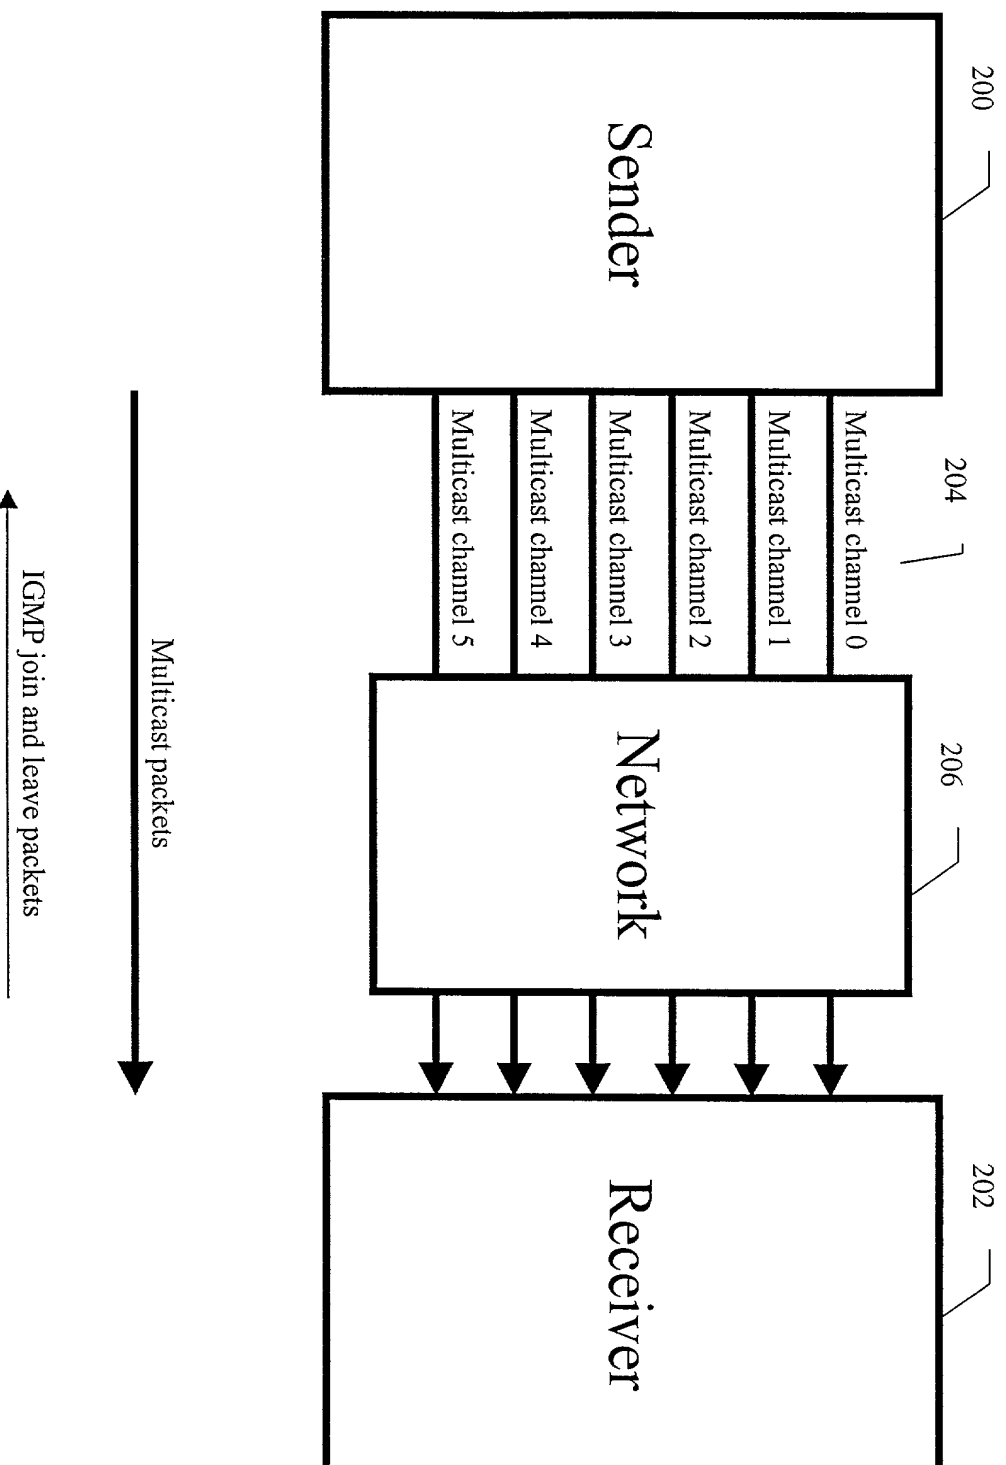 200
204
206
202
Sender
Multicast channel 0
Multicast channel 1
Multicast channel 2
Multicast channel 3
Multicast channel 4
Multicast channel 5
Network
Receiver
Multicast packets
IGMP join and leave packets